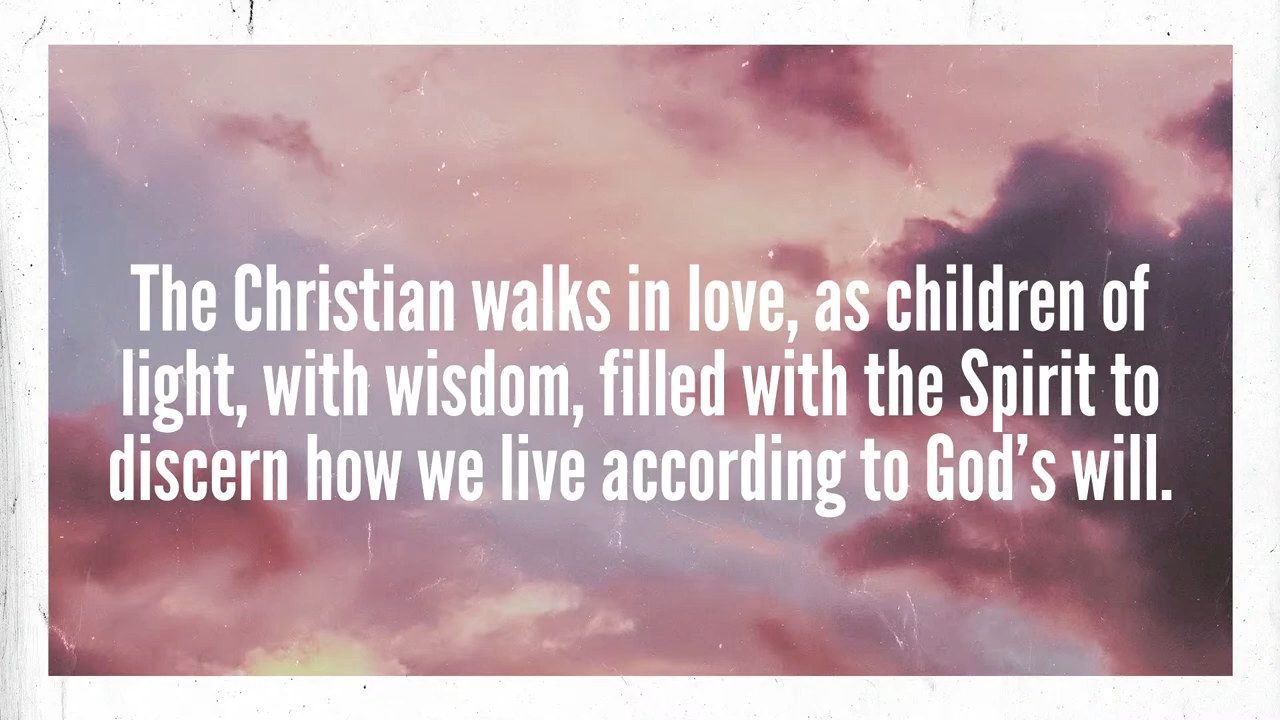 The Christian walks in love, as children of
light, with wisdom, filled with the Spirit to
discern how we live according to God’s will.